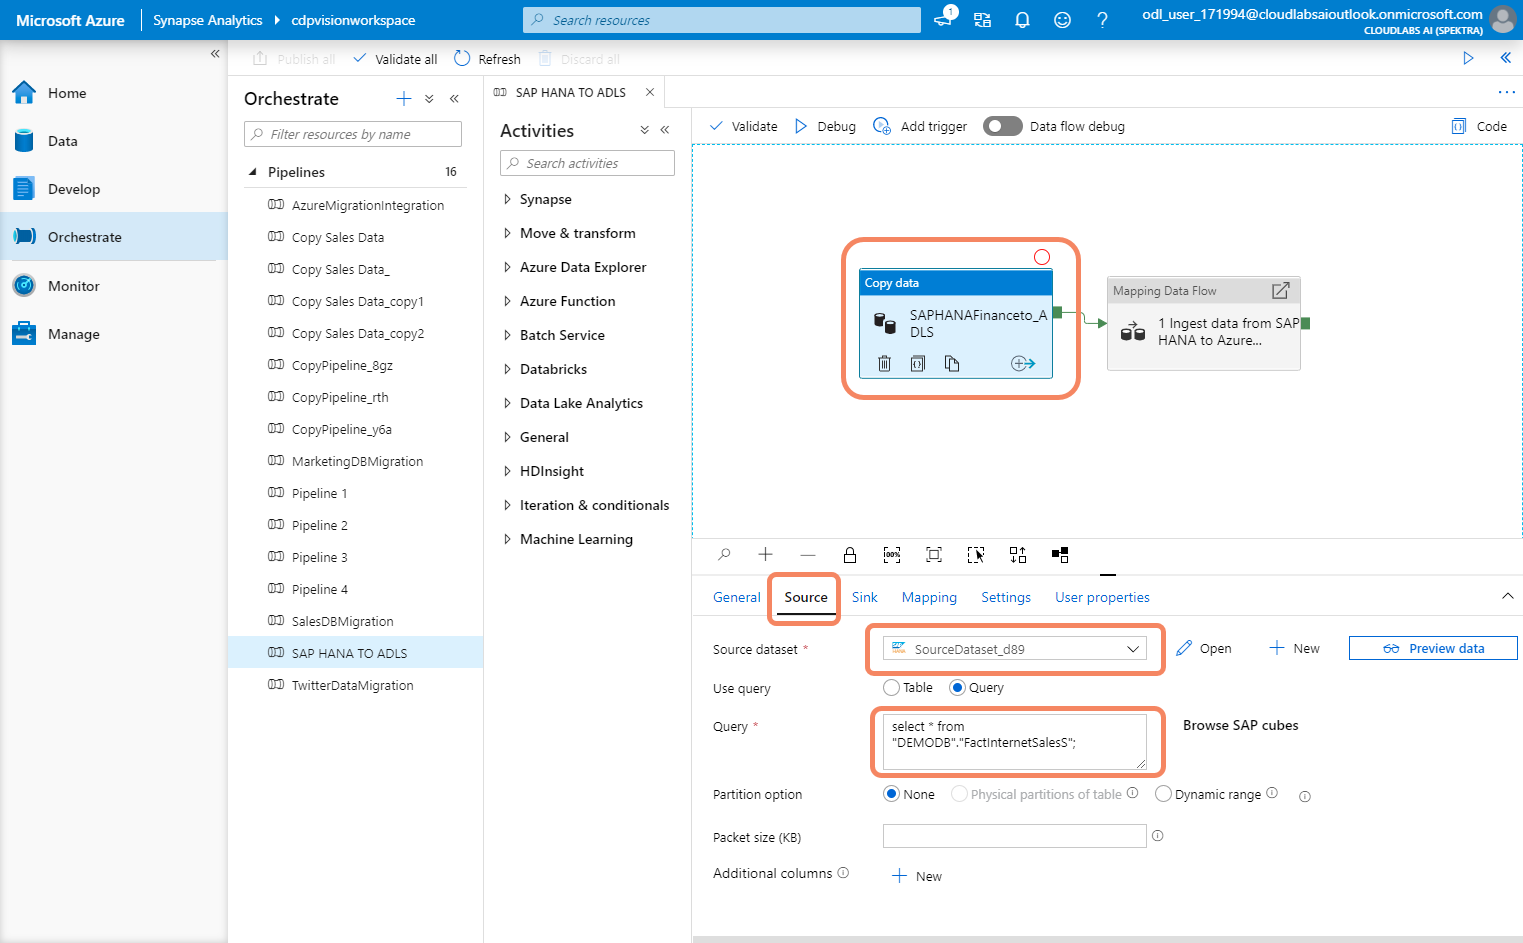 Microsoft Azure
Synapse Analytics
cdpvisionworkspace
Search resources
1
odl_user_171994@cloudlabsaioutlook.onmicrosoft.com
CLOUDLABS AI (SPEKTRA)
Home
Data
Develop
Orchestrate
Monitor
Manage
Publish all
Validate all
Refresh
Discard all
Orchestrate
Filter resources by name
Pipelines
16
AzureMigrationIntegration
Copy Sales Data
Copy Sales Data_
Copy Sales Data_copy1
Copy Sales Data_copy2
CopyPipeline_8gz
CopyPipeline_rth
CopyPipeline_y6a
MarketingDBMigration
Pipeline 1
Pipeline 2
Pipeline 3
Pipeline 4
SalesDBMigration
SAP HANA TO ADLS
TwitterDataMigration
SAP HANA TO ADLS
Activities
Search activities
Synapse
Move & transform
Azure Data Explorer
Azure Function
Batch Service
Databricks
Data Lake Analytics
General
HDInsight
Iteration & conditionals
Machine Learning
Validate
Debug
Add trigger
Data flow debug
Code
Copy data
SAPHANAFinanceto_A
DLS
Mapping Data Flow
1 Ingest data from SAP
HANA to Azure...
100%
General
Source
Sink
Mapping
Settings
User properties
Source dataset *
SAP
HANA
SourceDataset_d89
Open
New
Preview data
Use query
Table
Query
Query *
select * from
"DEMODB"."FactInternetSalesS";
Browse SAP cubes
Partition option
None
Physical partitions of table
Dynamic range
Packet size (KB)
Additional columns
New